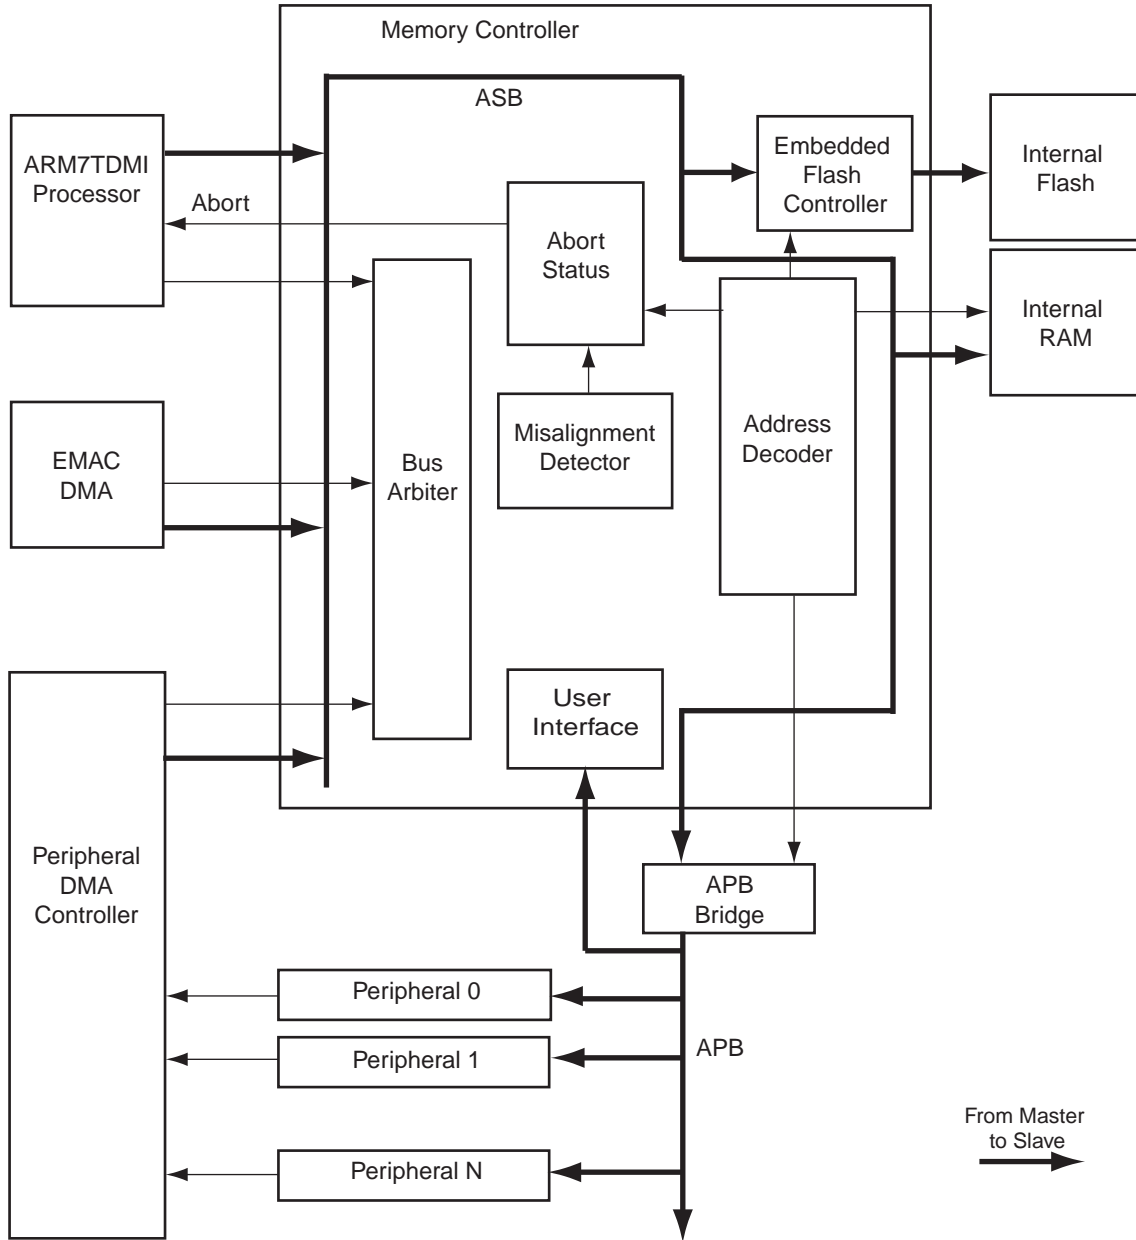 Memory Controller
ASB
ARM7TDMI
Processor
Abort
Embedded
Flash
Controller
Internal
Flash
Abort
Status
Internal
RAM
EMAC
DMA
Bus
Arbiter
Misalignment
Detector
Address
Decoder
User
Interface
Peripheral
DMA
Controller
APB
Bridge
Peripheral 0
Peripheral 1
APB
Peripheral N
From Master
to Slave